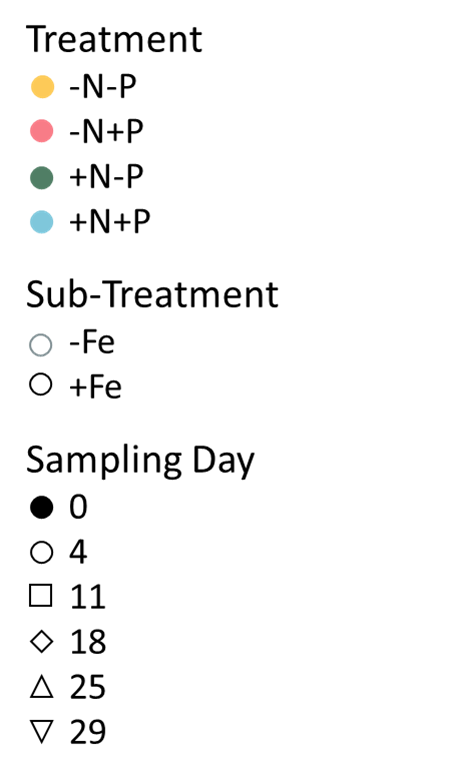 Treatment
-N-P
-N+P
+N-P
+N+P
Sub-Treatment
-Fe
+Fe
Sampling Day
0
4
11
18
25
29